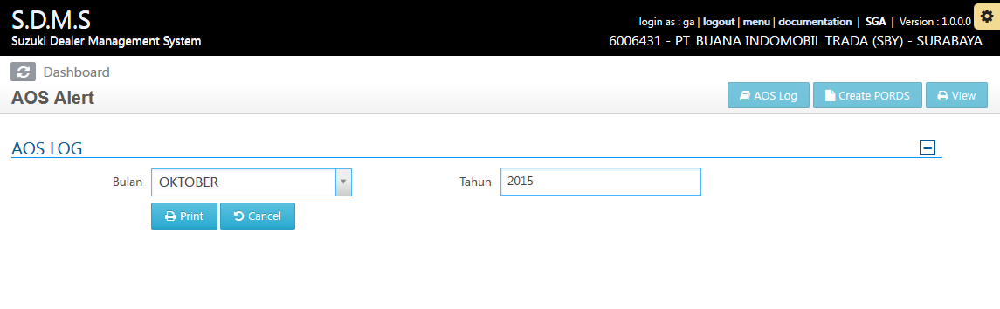 S.D.M.S
Suzuki Dealer Management System
login as : ga | logout | menu | documentation | SGA | Version : 1.0.0.0
6006431 - PT. BUANA INDOMOBIL TRADA (SBY) - SURABAYA
Dashboard
AOS Alert
AOS Log
Create PORDS
View
AOS LOG
Bulan OKTOBER Tahun 2015
Print Cancel